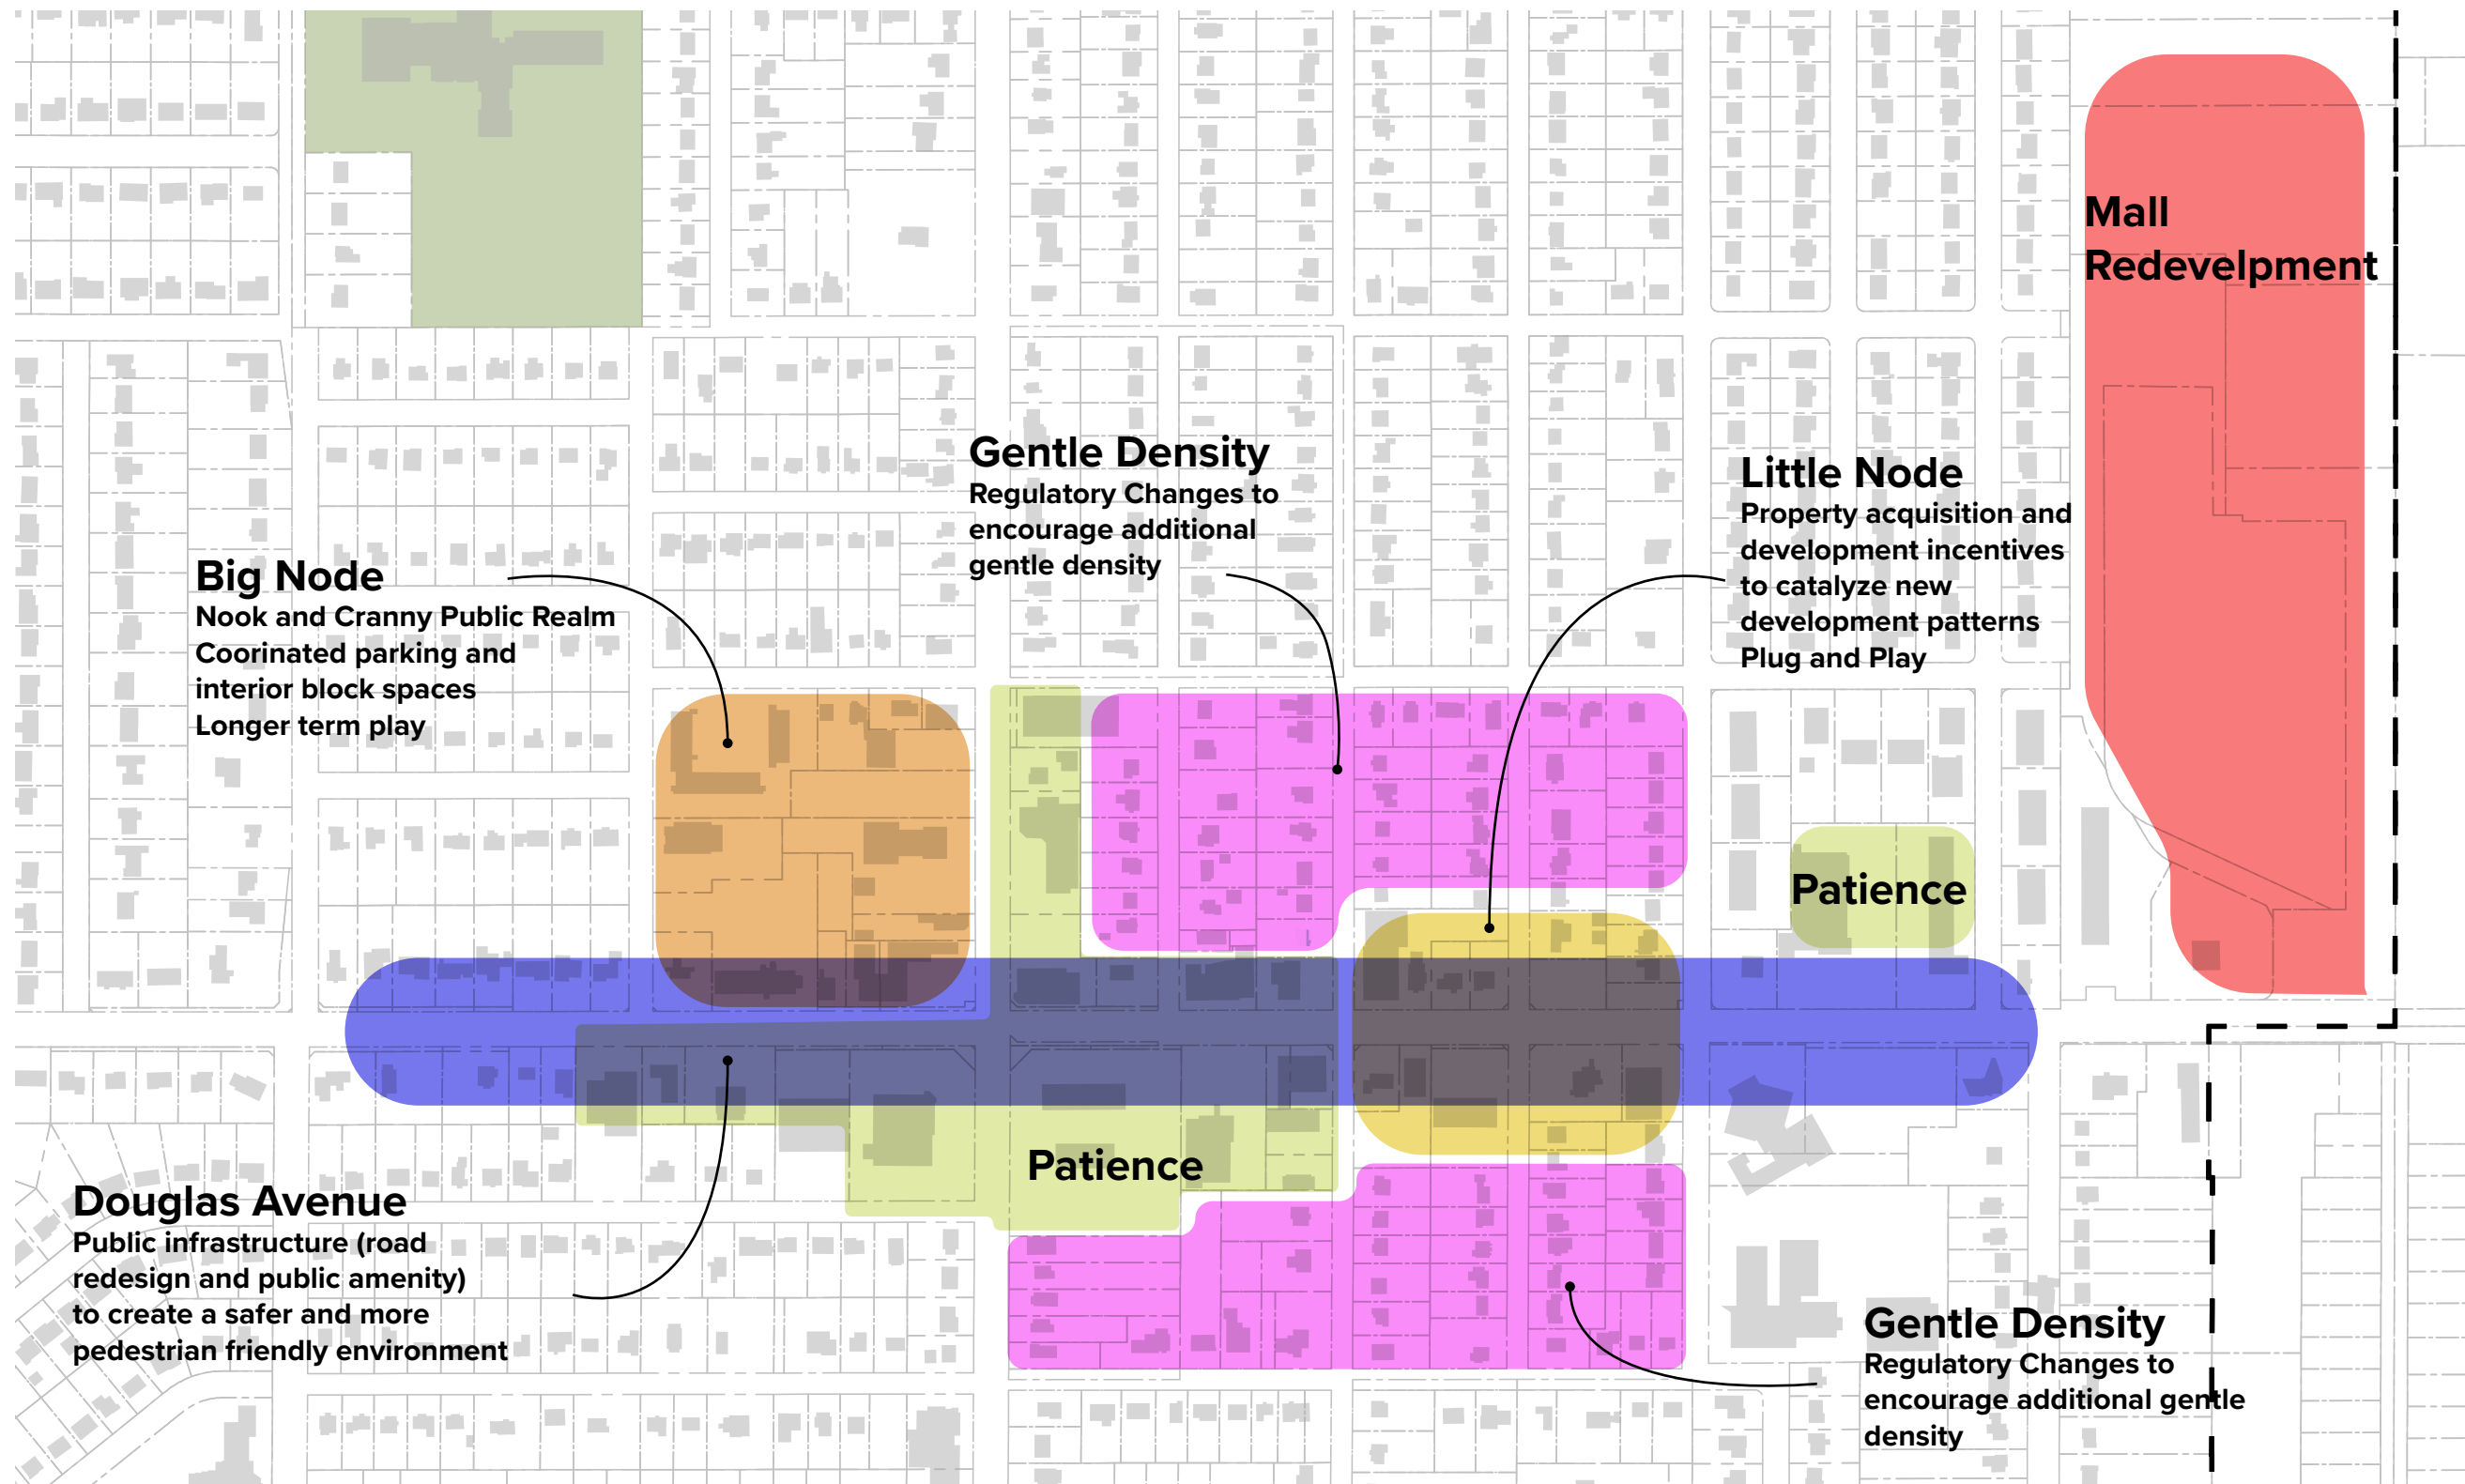 Mall
Redevelpment
Gentle Density
Regulatory Changes to
encourage additional
gentle density
Little Node
Property acquisition and
development incentives
to catalyze new
development patterns
Plug and Play
Big Node
Nook and Cranny Public Realm
Coorinated parking and
interior block spaces
Longer term play
Patience
Patience
Douglas Avenue
Public infrastructure (road
redesign and public amenity)
to create a safer and more
pedestrian friendly environment
Gentle Density
Regulatory Changes to
encourage additional gentle
density